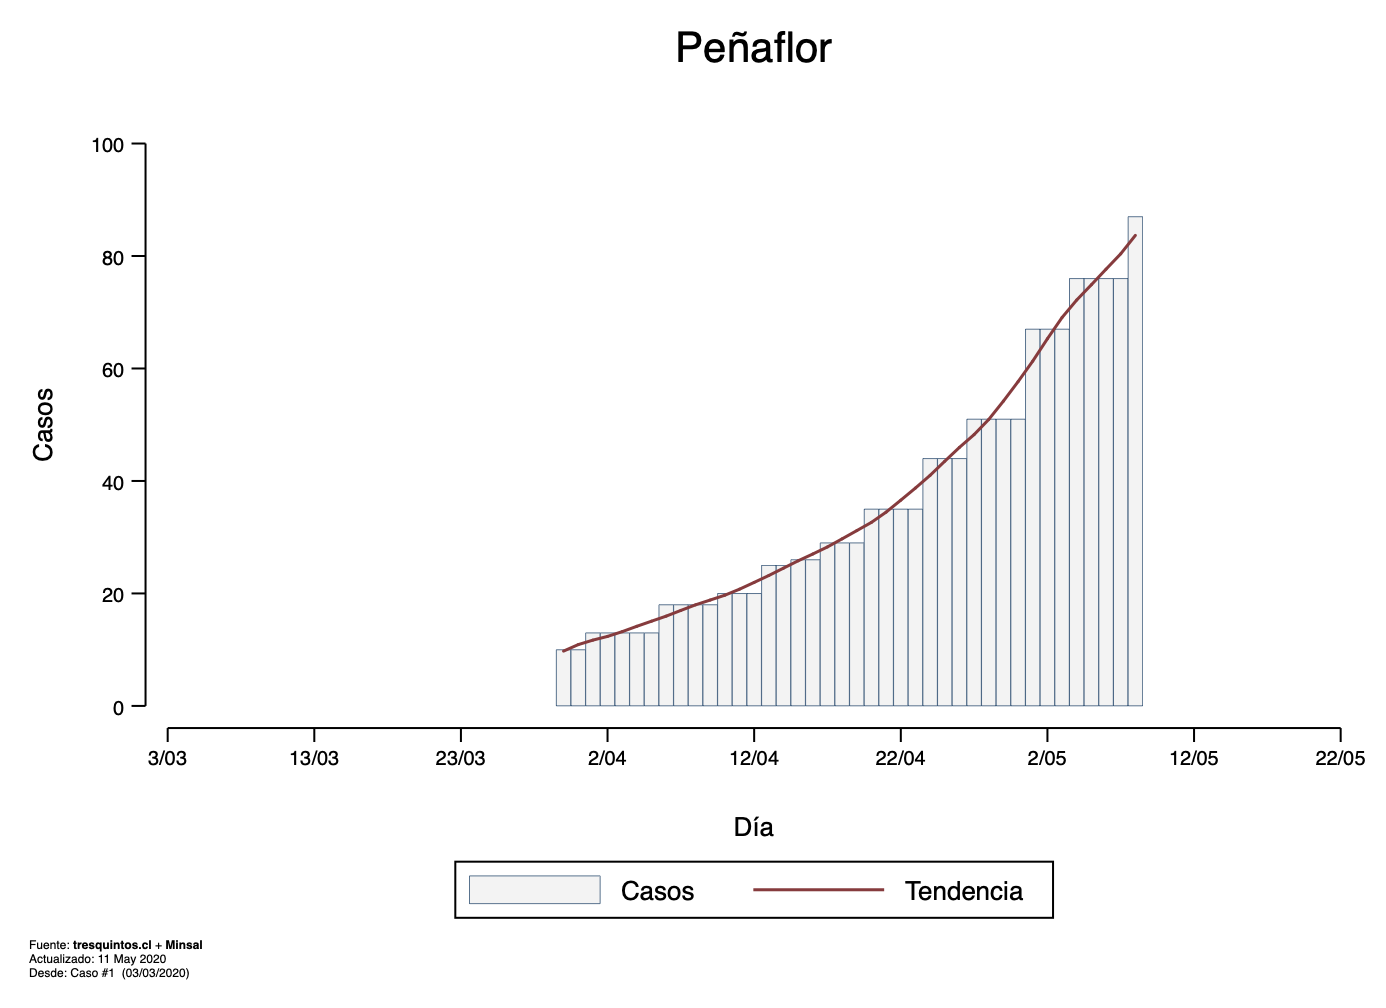 Peñaflor
100
80
60
40
20
0
Casos
3/03 13/03 23/03 2/04 12/04 22/04 2/05 12/05 22/05
Día
Casos Tendencia
Fuente: tresquintos.cl + Minsal
Actualizado: 11 May 2020
Desde: Caso #1 (03/03/2020)